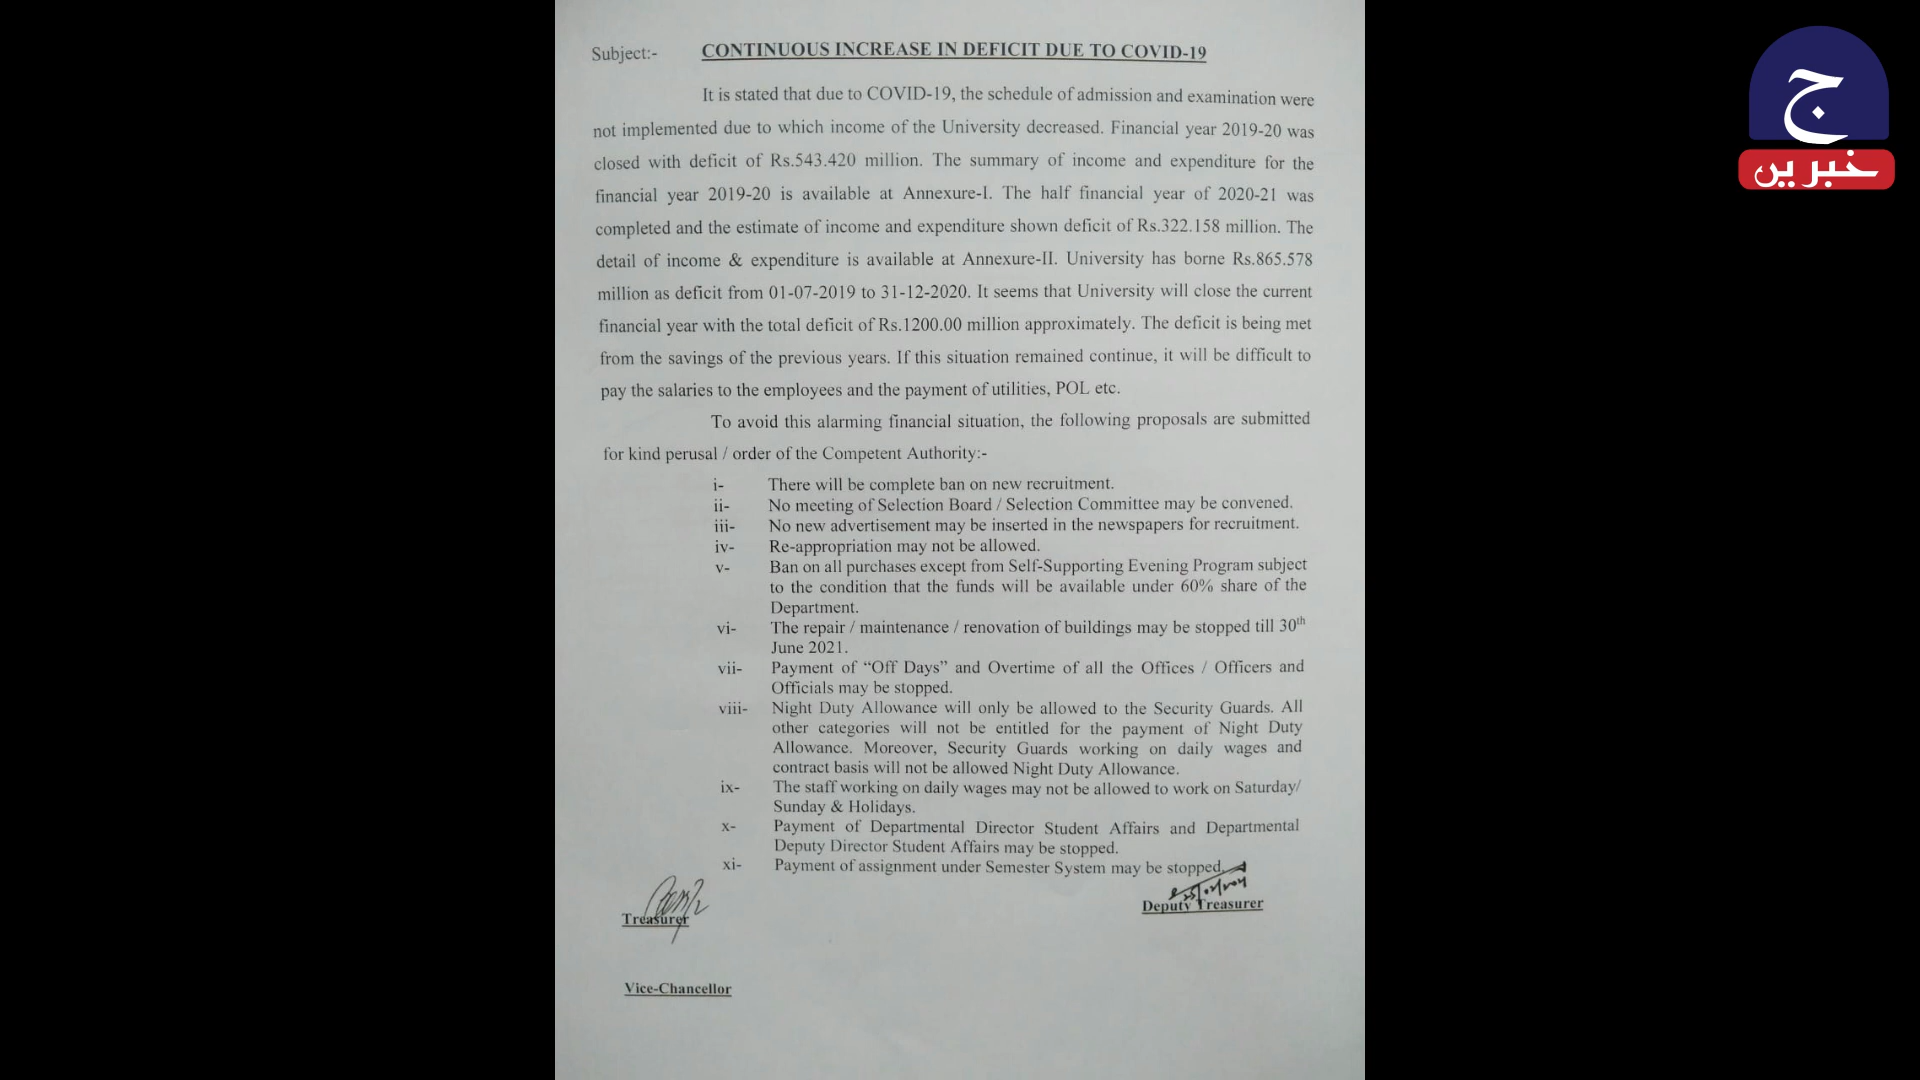 Subject:- CONTINUOUS INCREASE IN DEFICIT DUE TO COVID-19
It is stated that due to COVID-19, the schedule of admission and examination were
not implemented due to which income of the University decreased. Financial year 2019-20 was
closed with deficit of Rs.543.420 million. The summary of income and expenditure for the
financial year 2019-20 is available at Annexure-I. The half financial year of 2020-21 was
completed and the estimate of income and expenditure shown deficit of Rs.322.158 million. The
detail of income & expenditure is available at Annexure-II. University has borne Rs.865.578
million as deficit from 01-07-2019 to 31-12-2020. It seems that University will close the current
financial year with the total deficit of Rs.1200.00 million approximately. The deficit is being met
from the savings of the previous years. If this situation remained continue, it will be difficult to
pay the salaries to the employees and the payment of utilities, POL etc.
To avoid this alarming financial situation, the following proposals are submitted
for kind perusal / order of the Competent Authority:-
i- There will be complete ban on new recruitment.
ii- No meeting of Selection Board / Selection Committee may be convened.
iii- No new advertisement may be inserted in the newspapers for recruitment.
iv- Re-appropriation may not be allowed.
v- Ban on all purchases except from Self-Supporting Evening Program subject
to the condition that the funds will be available under 60% share of the
Department.
vi- The repair / maintenance / renovation of buildings may be stopped till 30th
June 2021.
vii- Payment of “Off Days” and Overtime of all the Offices / Officers and
Officials may be stopped.
viii- Night Duty Allowance will only be allowed to the Security Guards. All
other categories will not be entitled for the payment of Night Duty
Allowance. Moreover, Security Guards working on daily wages and
contract basis will not be allowed Night Duty Allowance.
ix- The staff working on daily wages may not be allowed to work on Saturday/
Sunday & Holidays.
x- Payment of Departmental Director Student Affairs and Departmental
Deputy Director Student Affairs may be stopped.
xi- Payment of assignment under Semester System may be stopped.
Deputy Treasurer
Treasurer
Vice-Chancellor
ج
خبریں